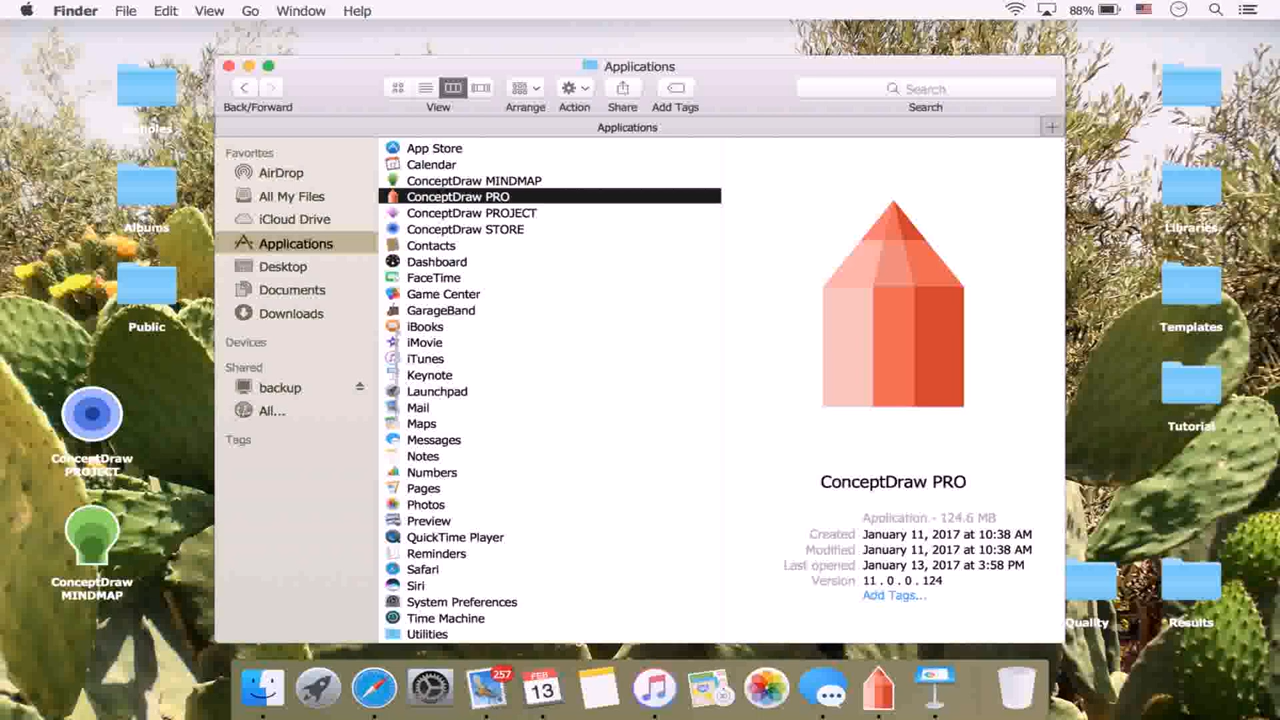 Finder File Edit View Go Window Help 88%
Applications
Search
Back/Forward View Arrange Action Share Add Tags Search
Applications
Favorites
AirDrop
All My Files
iCloud Drive
Applications
Desktop
Documents
Downloads
Devices
Shared
backup
All...
Tags
App Store
Calendar
ConceptDraw MINDMAP
ConceptDraw PRO
ConceptDraw PROJECT
ConceptDraw STORE
Contacts
Dashboard
FaceTime
Game Center
GarageBand
iBooks
iMovie
iTunes
Keynote
Launchpad
Mail
Maps
Messages
Notes
Numbers
Pages
Photos
Preview
QuickTime Player
Reminders
Safari
Siri
System Preferences
Time Machine
Utilities
ConceptDraw PRO
Application - 124.6 MB
Created January 11, 2017 at 10:38 AM
Modified January 11, 2017 at 10:38 AM
Last opened January 13, 2017 at 3:58 PM
Version 11 . 0 . 0 . 124
Add Tags...
Albums
Public
ConceptDraw
PROJECT
ConceptDraw
MINDMAP
Libraries
Templates
Tutorial
Quality
Results
257
FEB
13